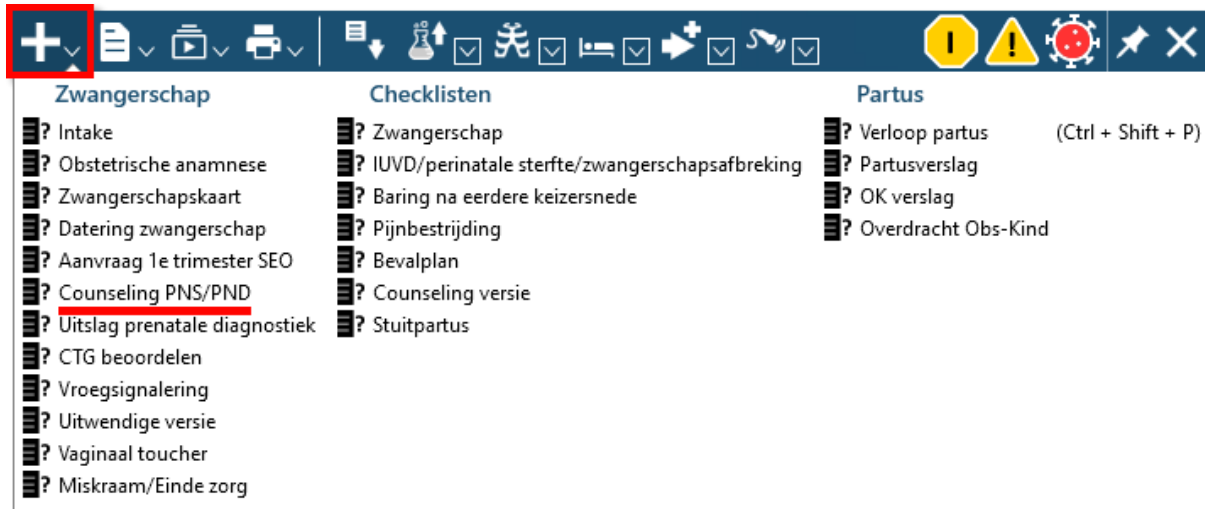 Zwangerschap
? Intake
? Obstetrische anamnese
? Zwangerschapskaart
? Datering zwangerschap
? Aanvraag 1e trimester SEO
? Counseling PNS/PND
? Uitslag prenatale diagnostiek
? CTG beoordelen
? Vroegsignalering
? Uitwendige versie
? Vaginaal toucher
? Miskraam/Einde zorg
Checklisten
? Zwangerschap
? IUVD/perinatale sterfte/zwangerschapsafbreking
? Baring na eerdere keizersnede
? Pijnbestrijding
? Bevalplan
? Counseling versie
? Stuitpartus
Partus
? Verloop partus (Ctrl + Shift + P)
? Partusverslag
? OK verslag
? Overdracht Obs-Kind